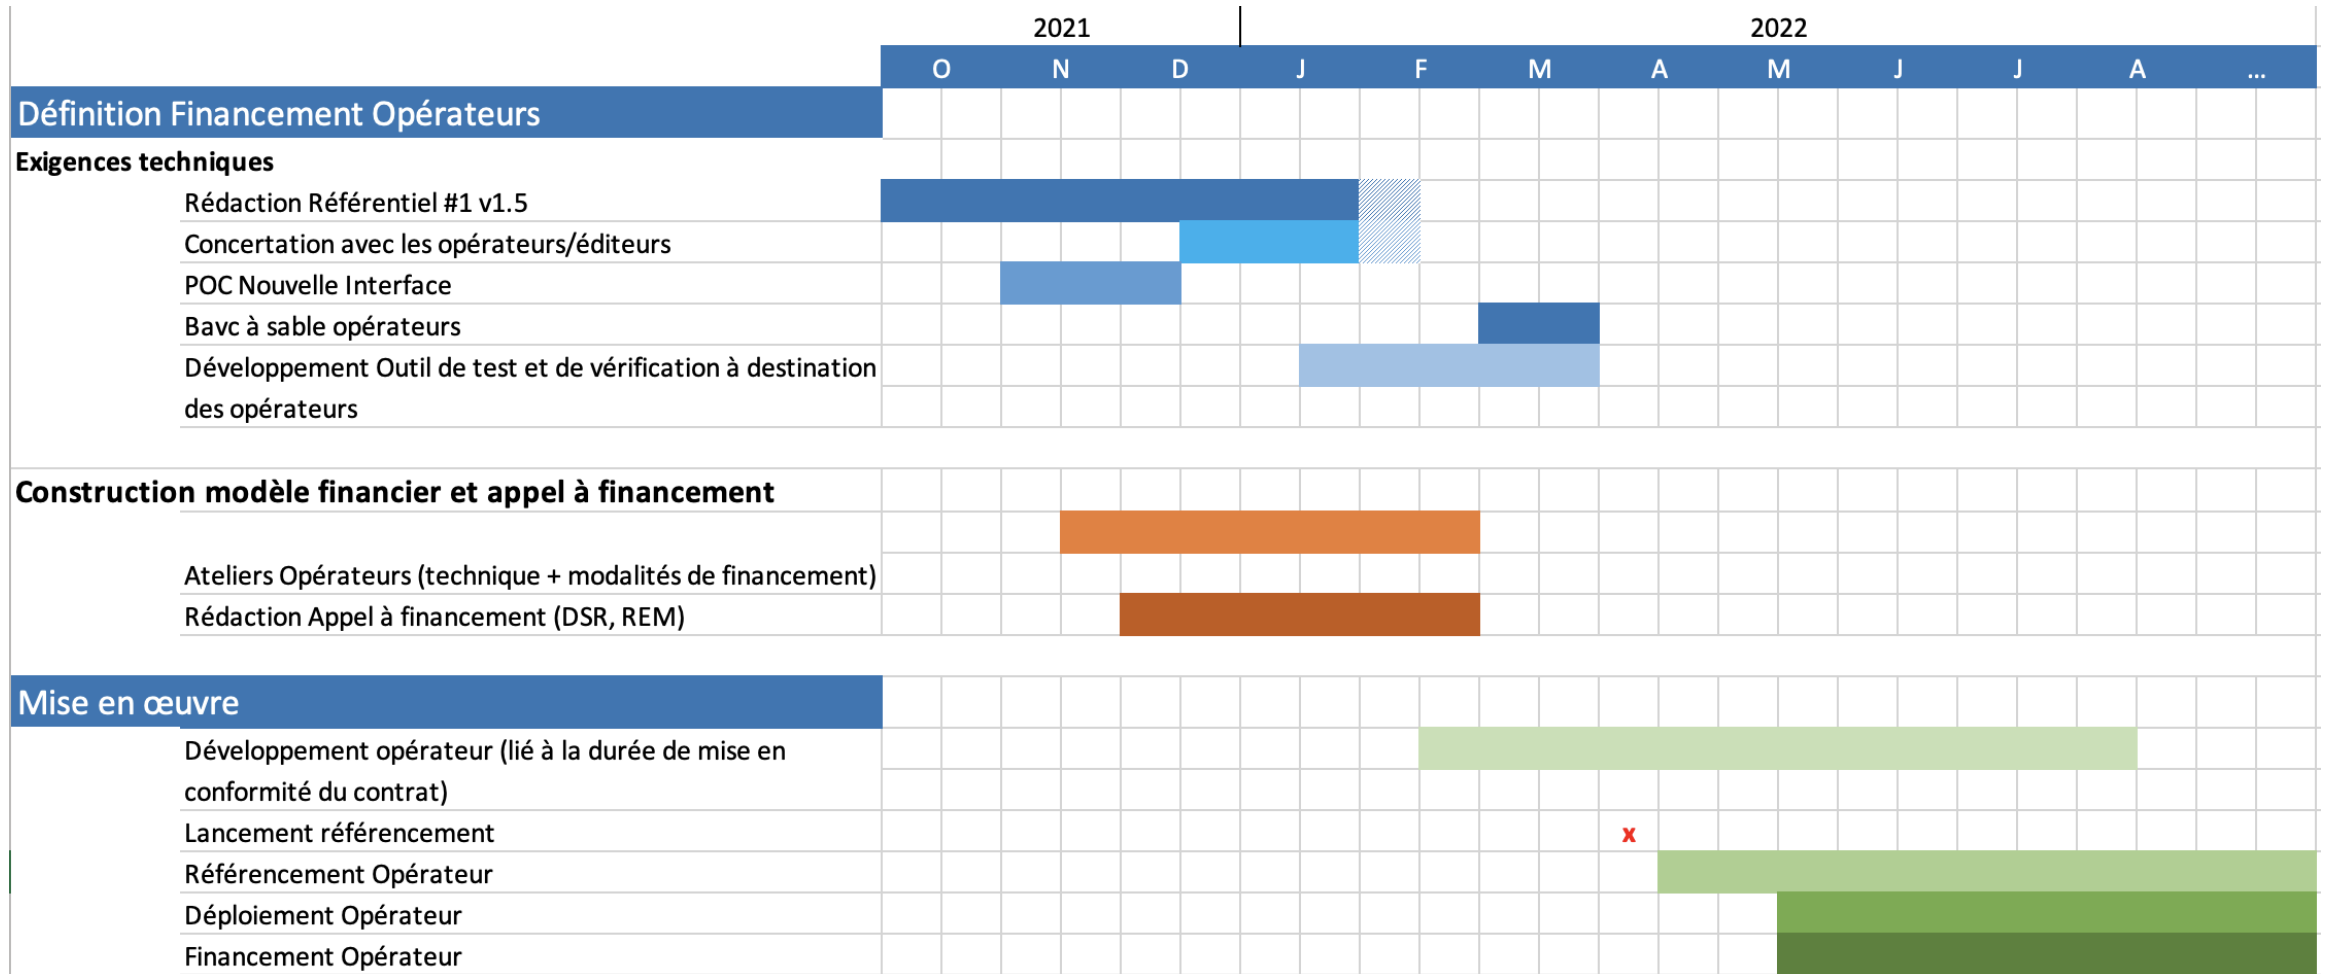 2021 2022
O N D J F M A M J J A ...
Définition Financement Opérateurs
Exigences techniques
Rédaction Référentiel #1 v1.5
Concertation avec les opérateurs/éditeurs
POC Nouvelle Interface
Bavc à sable opérateurs
Développement Outil de test et de vérification à destination
des opérateurs
Construction modèle financier et appel à financement
Ateliers Opérateurs (technique + modalités de financement)
Rédaction Appel à financement (DSR, REM)
Mise en œuvre
Développement opérateur (lié à la durée de mise en
conformité du contrat)
Lancement référencement x
Référencement Opérateur
Déploiement Opérateur
Financement Opérateur